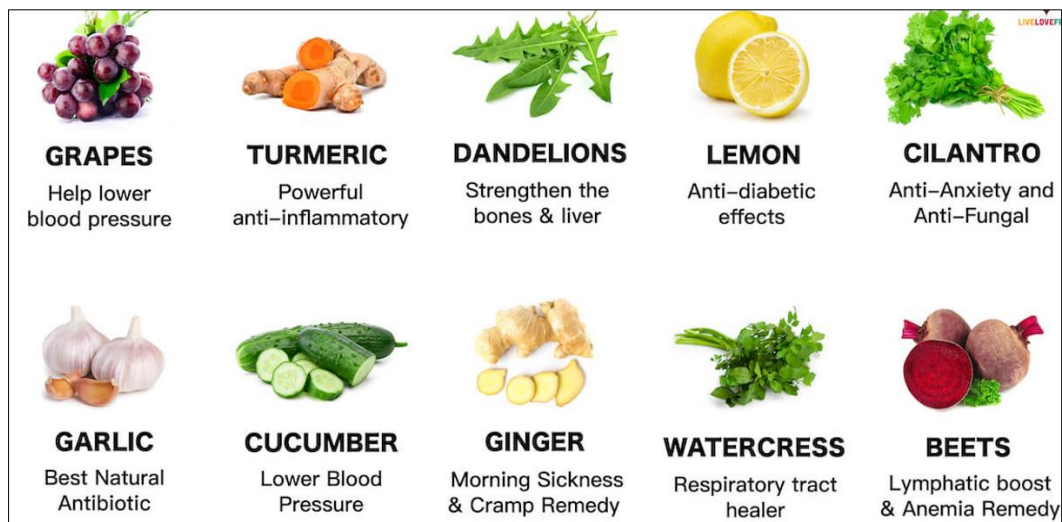 LIVELOVEFR
GRAPES
Help lower
blood pressure
TURMERIC
Powerful
anti-inflammatory
DANDELIONS
Strengthen the
bones & liver
LEMON
Anti-diabetic
effects
CILANTRO
Anti-Anxiety and
Anti-Fungal
GARLIC
Best Natural
Antibiotic
CUCUMBER
Lower Blood
Pressure
GINGER
Morning Sickness
& Cramp Remedy
WATERCRESS
Respiratory tract
healer
BEETS
Lymphatic boost
& Anemia Remedy